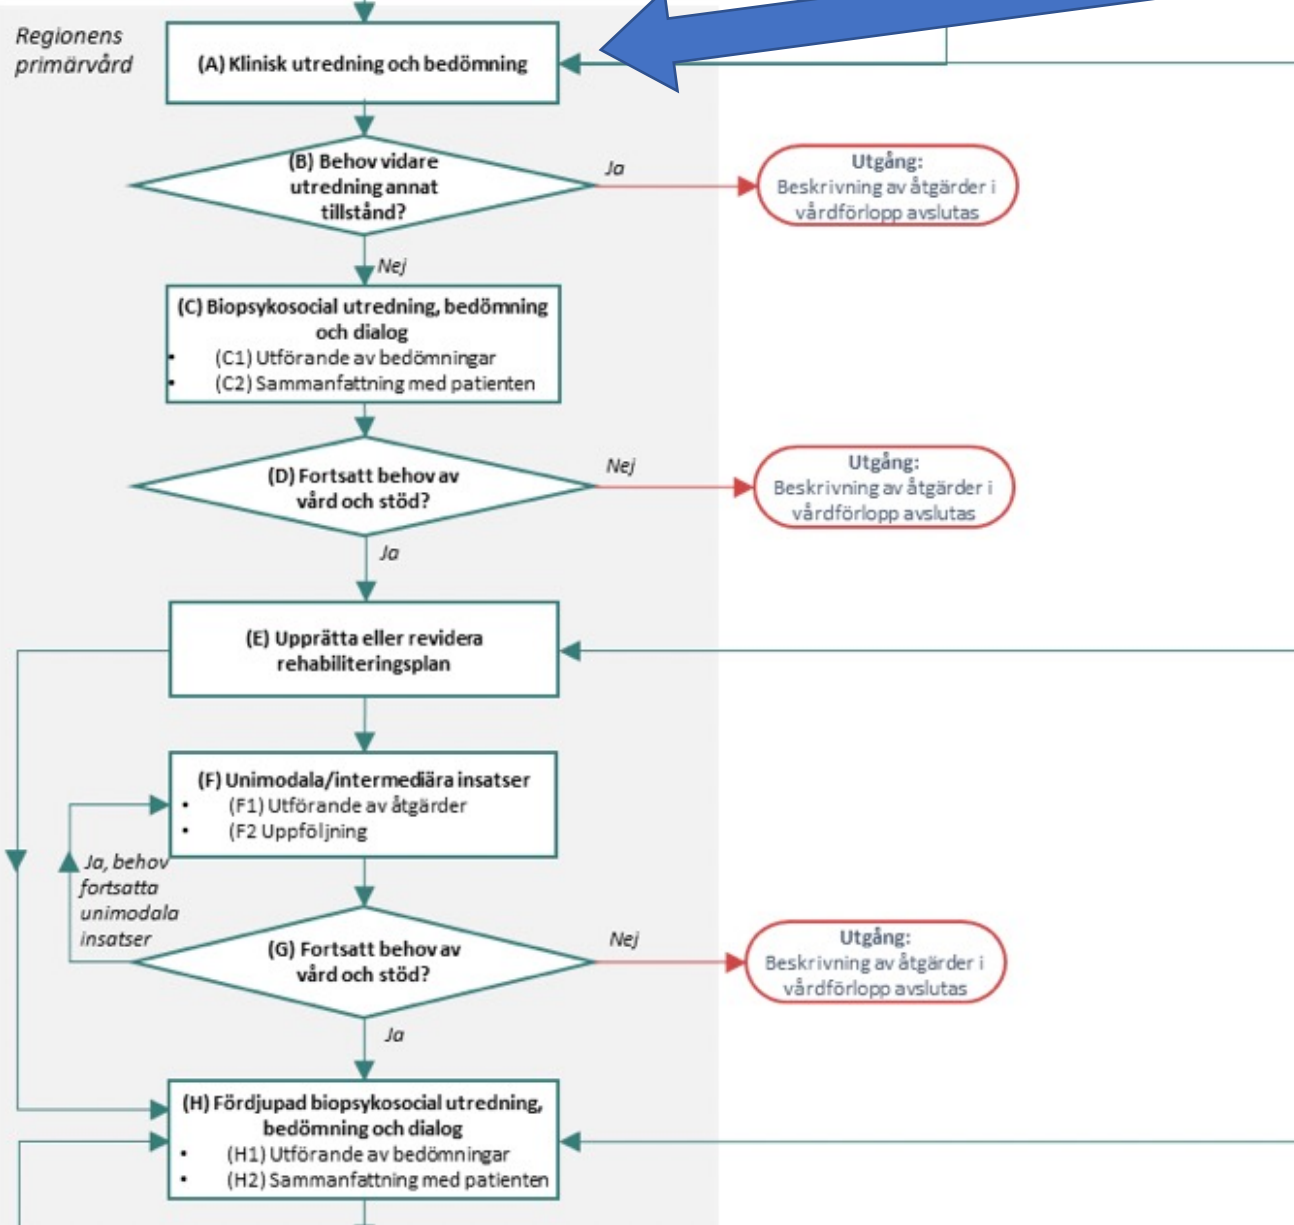 Regionens
primärvård
(A) Klinisk utredning och bedömning
(B) Behov vidare
utredning annat
tillstånd?
Ja
Utgång:
Beskrivning av åtgärder i
vårdförlopp avslutas
Nej
(C) Biopsykosocial utredning, bedömning
och dialog
• (C1) Utförande av bedömningar
• (C2) Sammanfattning med patienten
(D) Fortsatt behov av
vård och stöd?
Nej
Utgång:
Beskrivning av åtgärder i
vårdförlopp avslutas
Ja
(E) Upprätta eller revidera
rehabiliteringsplan
(F) Unimodala/intermediära insatser
• (F1) Utförande av åtgärder
• (F2 Uppföljning
Ja, behov
fortsatta
unimodala
insatser
(G) Fortsatt behov av
vård och stöd?
Nej
Utgång:
Beskrivning av åtgärder i
vårdförlopp avslutas
Ja
(H) Fördjupad biopsykosocial utredning,
bedömning och dialog
• (H1) Utförande av bedömningar
• (H2) Sammanfattning med patienten